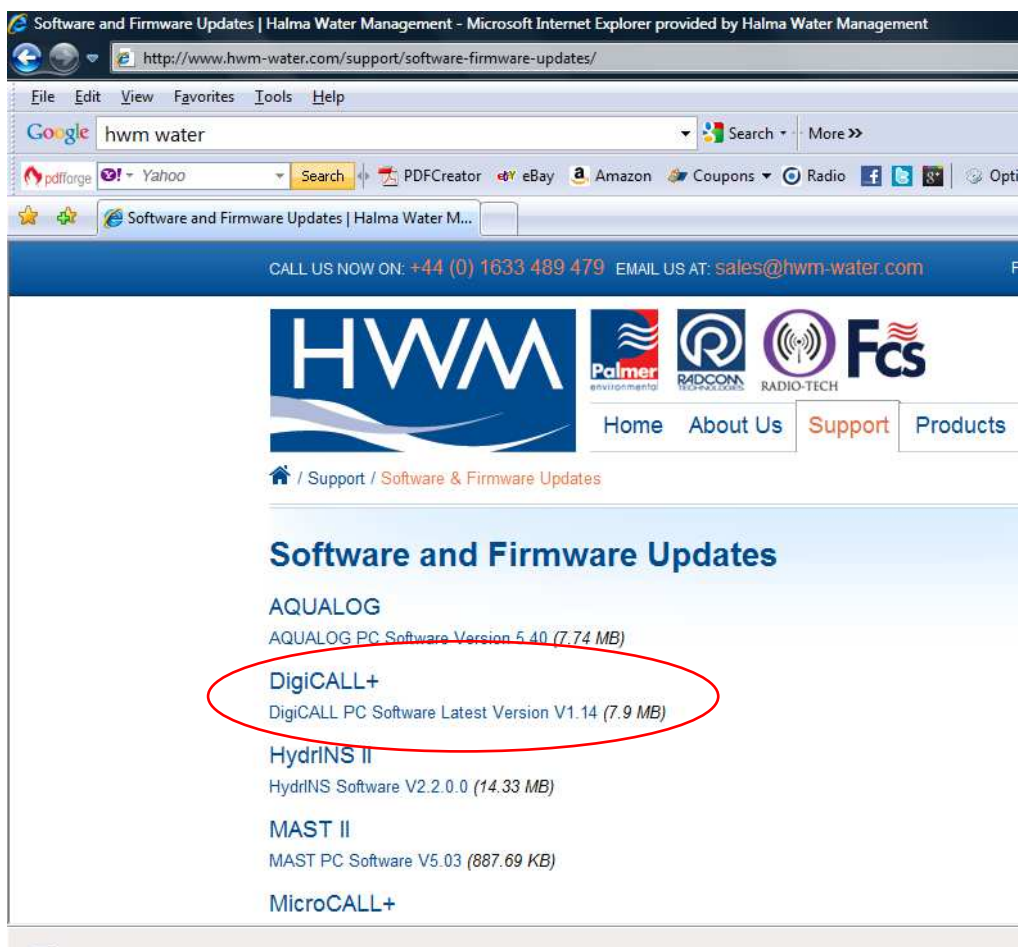 Software and Firmware Updates | Halma Water Management - Microsoft Internet Explorer provided by Halma Water Management
http://www.hwm-water.com/support/software-firmware-updates/
File Edit View Favorites Tools Help
Google hwm water Search More >>
pdfforge Yahoo Search PDFCreator eBay Amazon Coupons Radio Opti
Software and Firmware Updates | Halma Water M...
CALL US NOW ON: +44 (0) 1633 489 479 EMAIL US AT: sales@hwm-water.com F
HWM Palmer environmental RADCOM TECHNOLOGIES RADIO-TECH FCS
Home About Us Support Products
/ Support / Software & Firmware Updates
Software and Firmware Updates
AQUALOG
AQUALOG PC Software Version 5.40 (7.74 MB)
DigiCALL+
DigiCALL PC Software Latest Version V1.14 (7.9 MB)
HydrINS II
HydrINS Software V2.2.0.0 (14.33 MB)
MAST II
MAST PC Software V5.03 (887.69 KB)
MicroCALL+